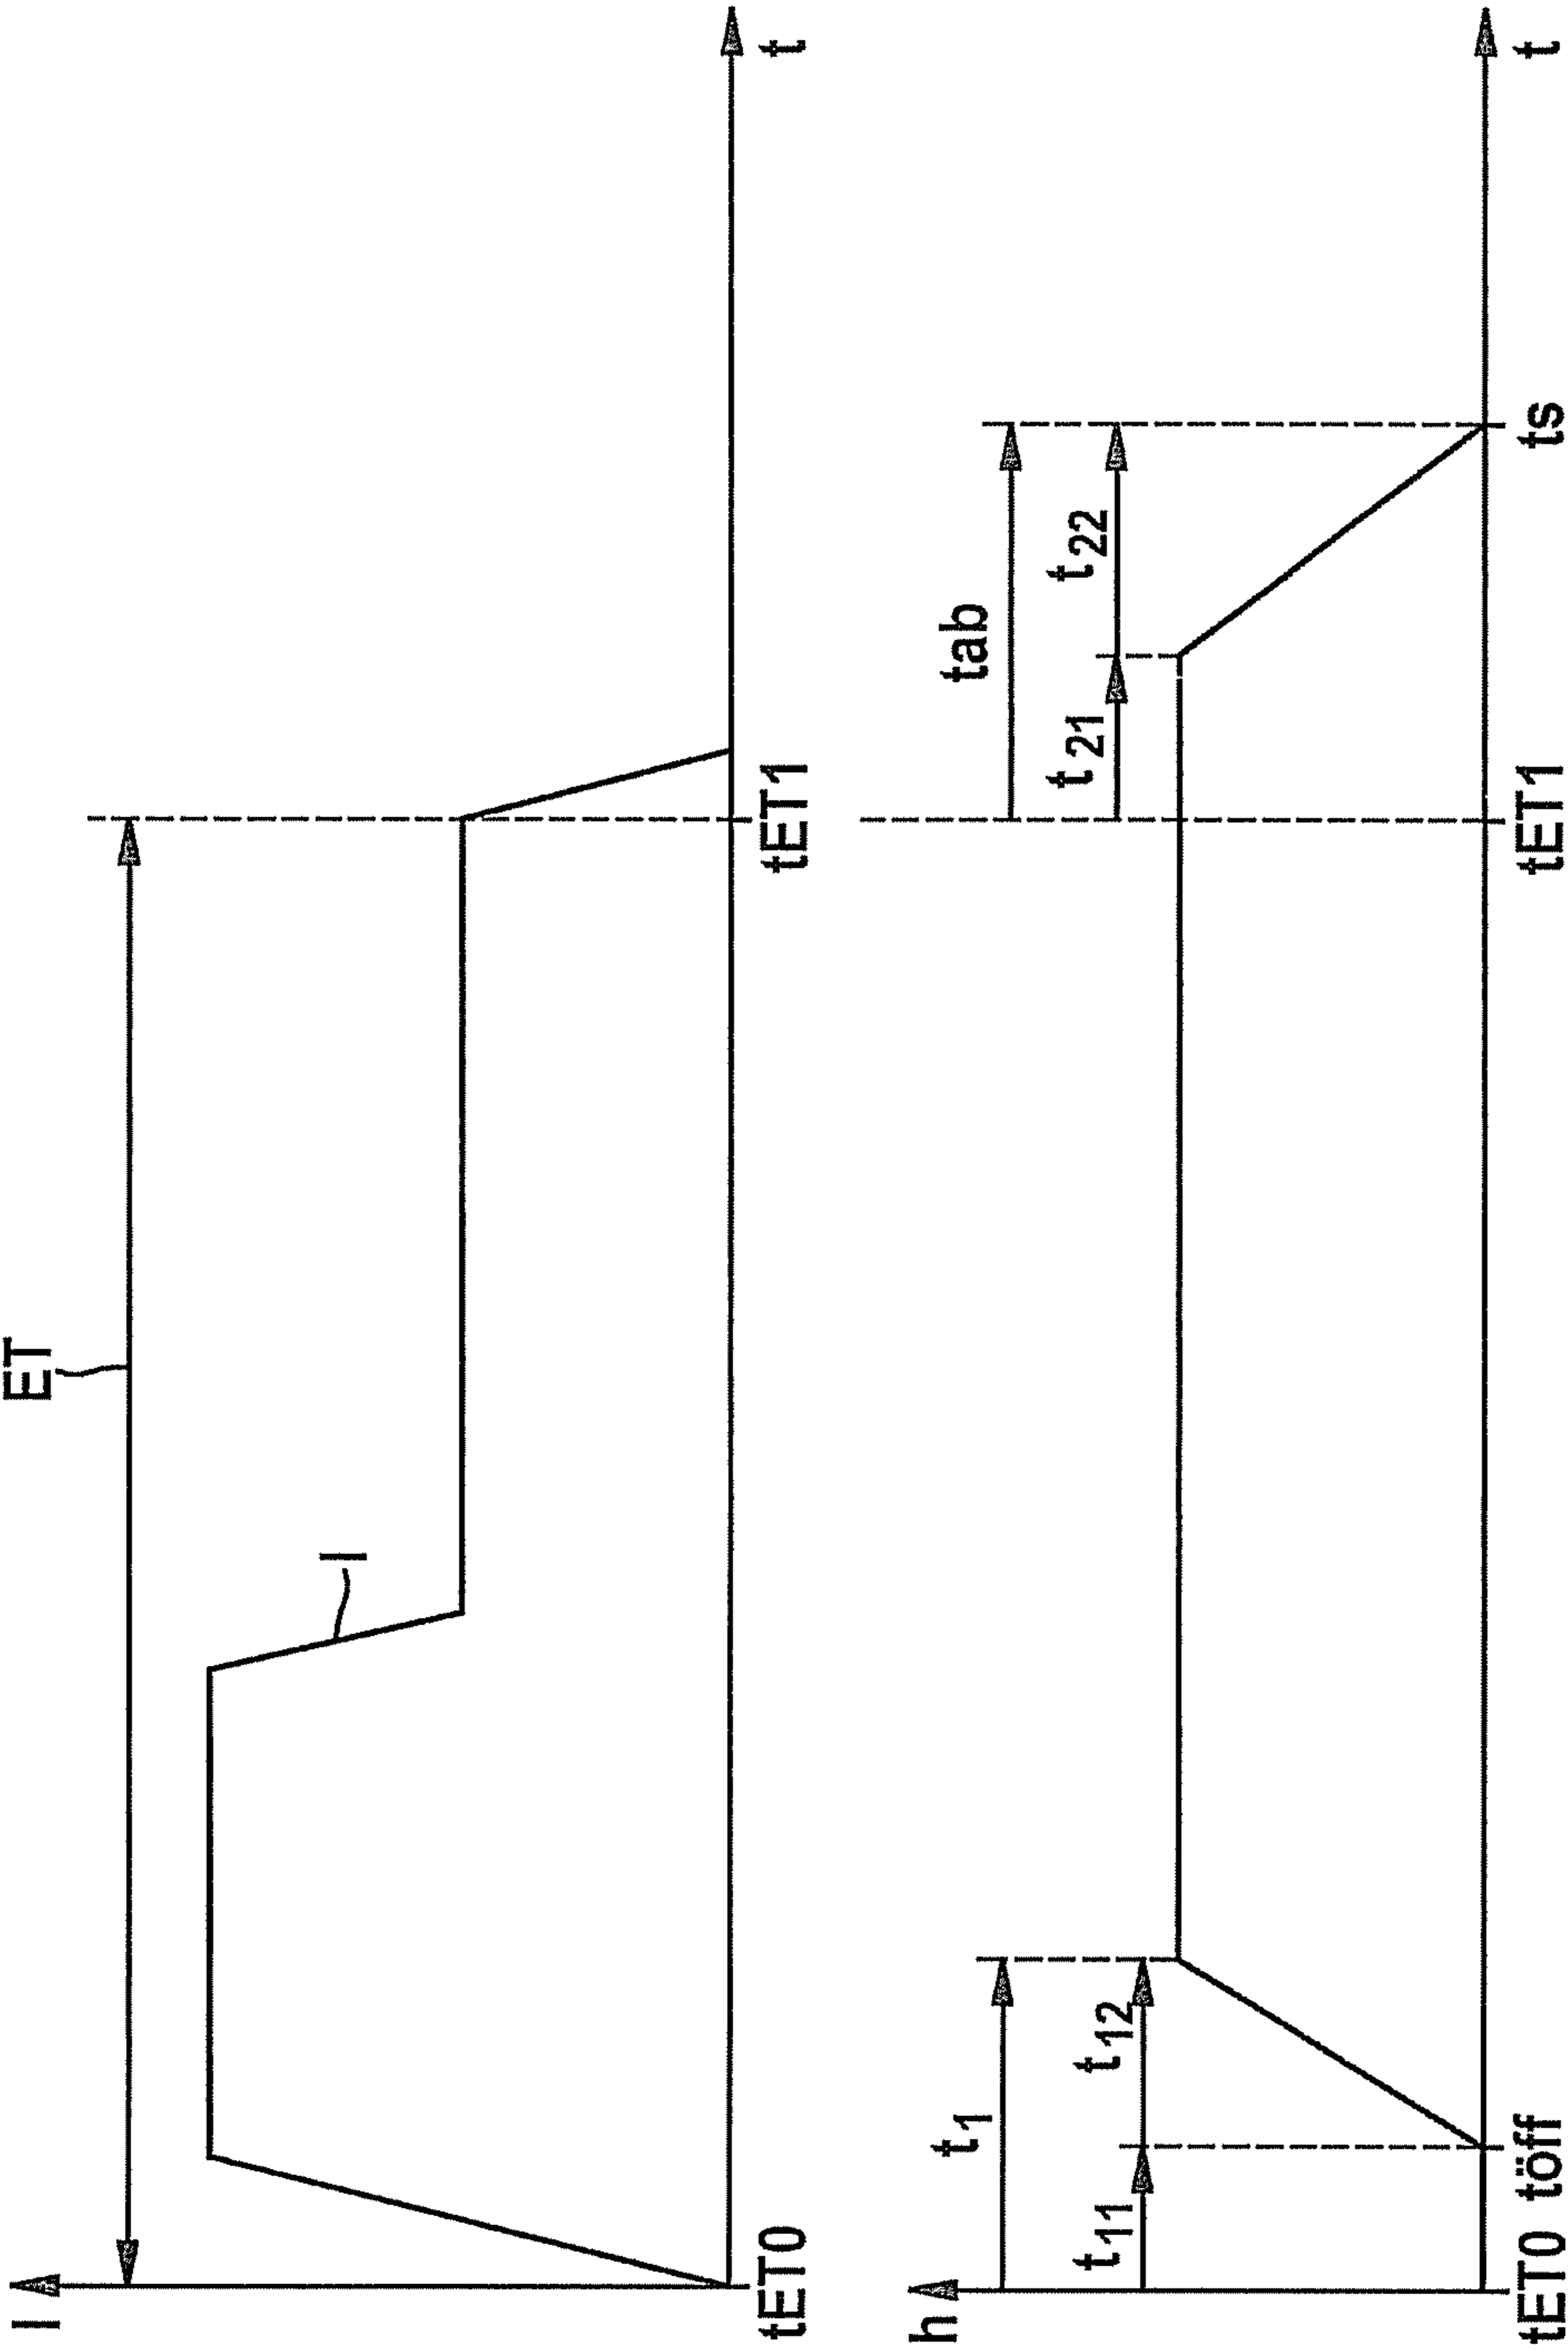 I
ET
I
t
tET0
tET1
h
t₁
tab
t₁₁
t₁₂
t₂₁
t₂₂
t
tET0
töff
tET1
ts